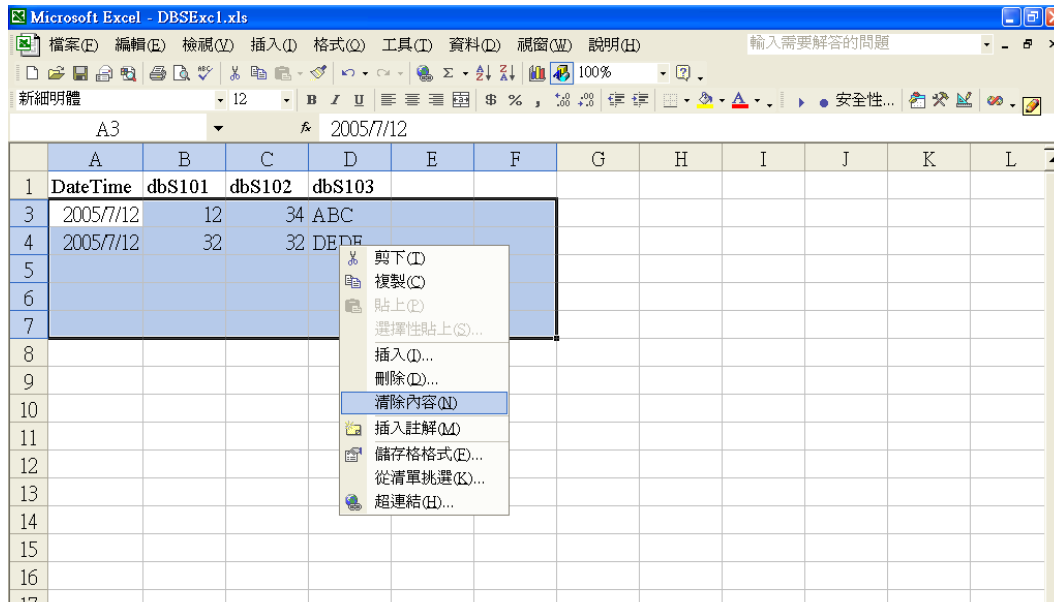 Microsoft Excel - DBSExc1.xls
檔案(F) 編輯(E) 檢視(V) 插入(I) 格式(O) 工具(T) 資料(D) 視窗(W) 說明(H) 輸入需要解答的問題
Σ 100%
新細明體 12 B I U $ % , 安全性...
A3 fx 2005/7/12
A B C D E F G H I J K L
1 DateTime dbS101 dbS102 dbS103
3 2005/7/12 12 34 ABC
4 2005/7/12 32 32 DEDE
剪下(T)
5
複製(C)
6
貼上(P)
7
選擇性貼上(S)...
8
插入(I)...
9
刪除(D)...
10
清除內容(N)
11
插入註解(M)
12
儲存格格式(F)...
從清單挑選(K)...
13
超連結(H)...
14
15
16
17